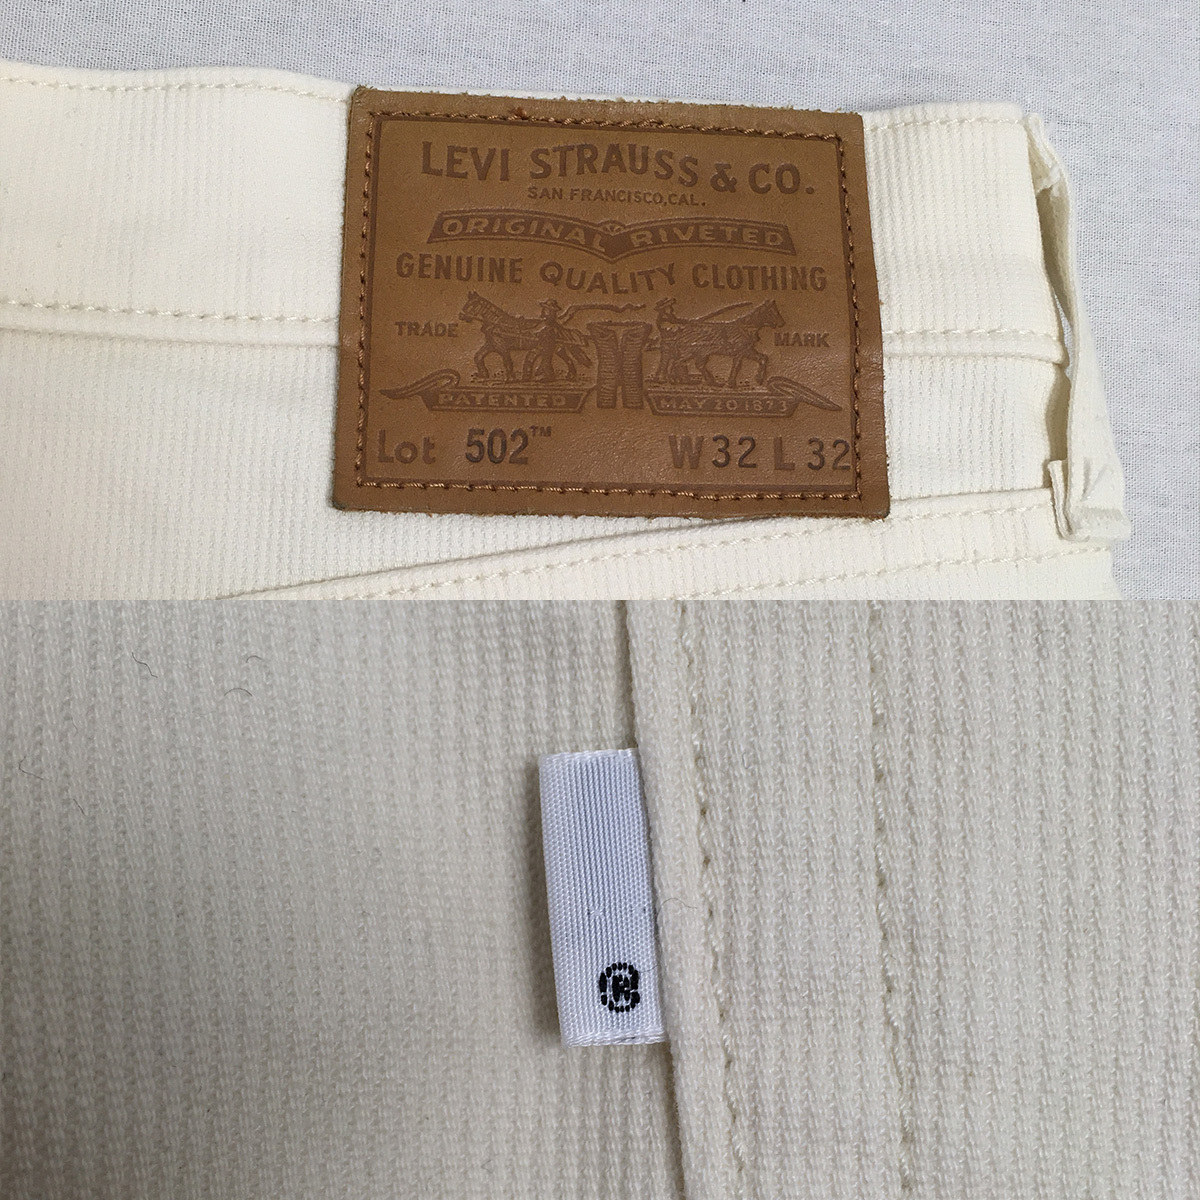 LEVI STRAUSS & CO.
SAN FRANCISCO, CAL.
ORIGINAL RIVETED
GENUINE QUALITY CLOTHING
TRADE MARK
PATENTED MAY 20 1873
Lot 502™ W32 L32
®